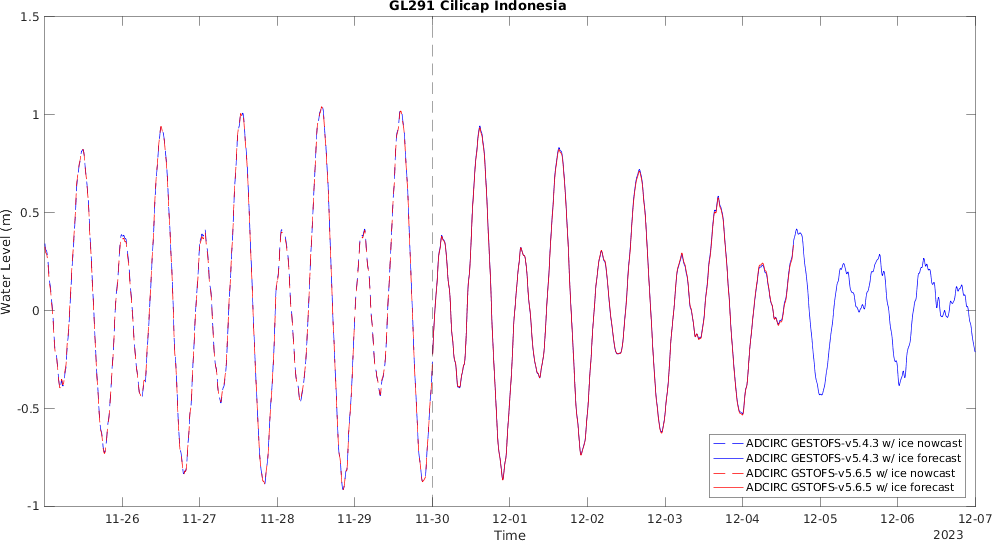 GL291 Cilicap Indonesia
1.5
1
0.5
0
-0.5
-1
Water Level (m)
11-26 11-27 11-28 11-29 11-30 12-01 12-02 12-03 12-04 12-05 12-06 12-07
2023
Time
ADCIRC GESTOFS-v5.4.3 w/ ice nowcast
ADCIRC GESTOFS-v5.4.3 w/ ice forecast
ADCIRC GSTOFS-v5.6.5 w/ ice nowcast
ADCIRC GSTOFS-v5.6.5 w/ ice forecast